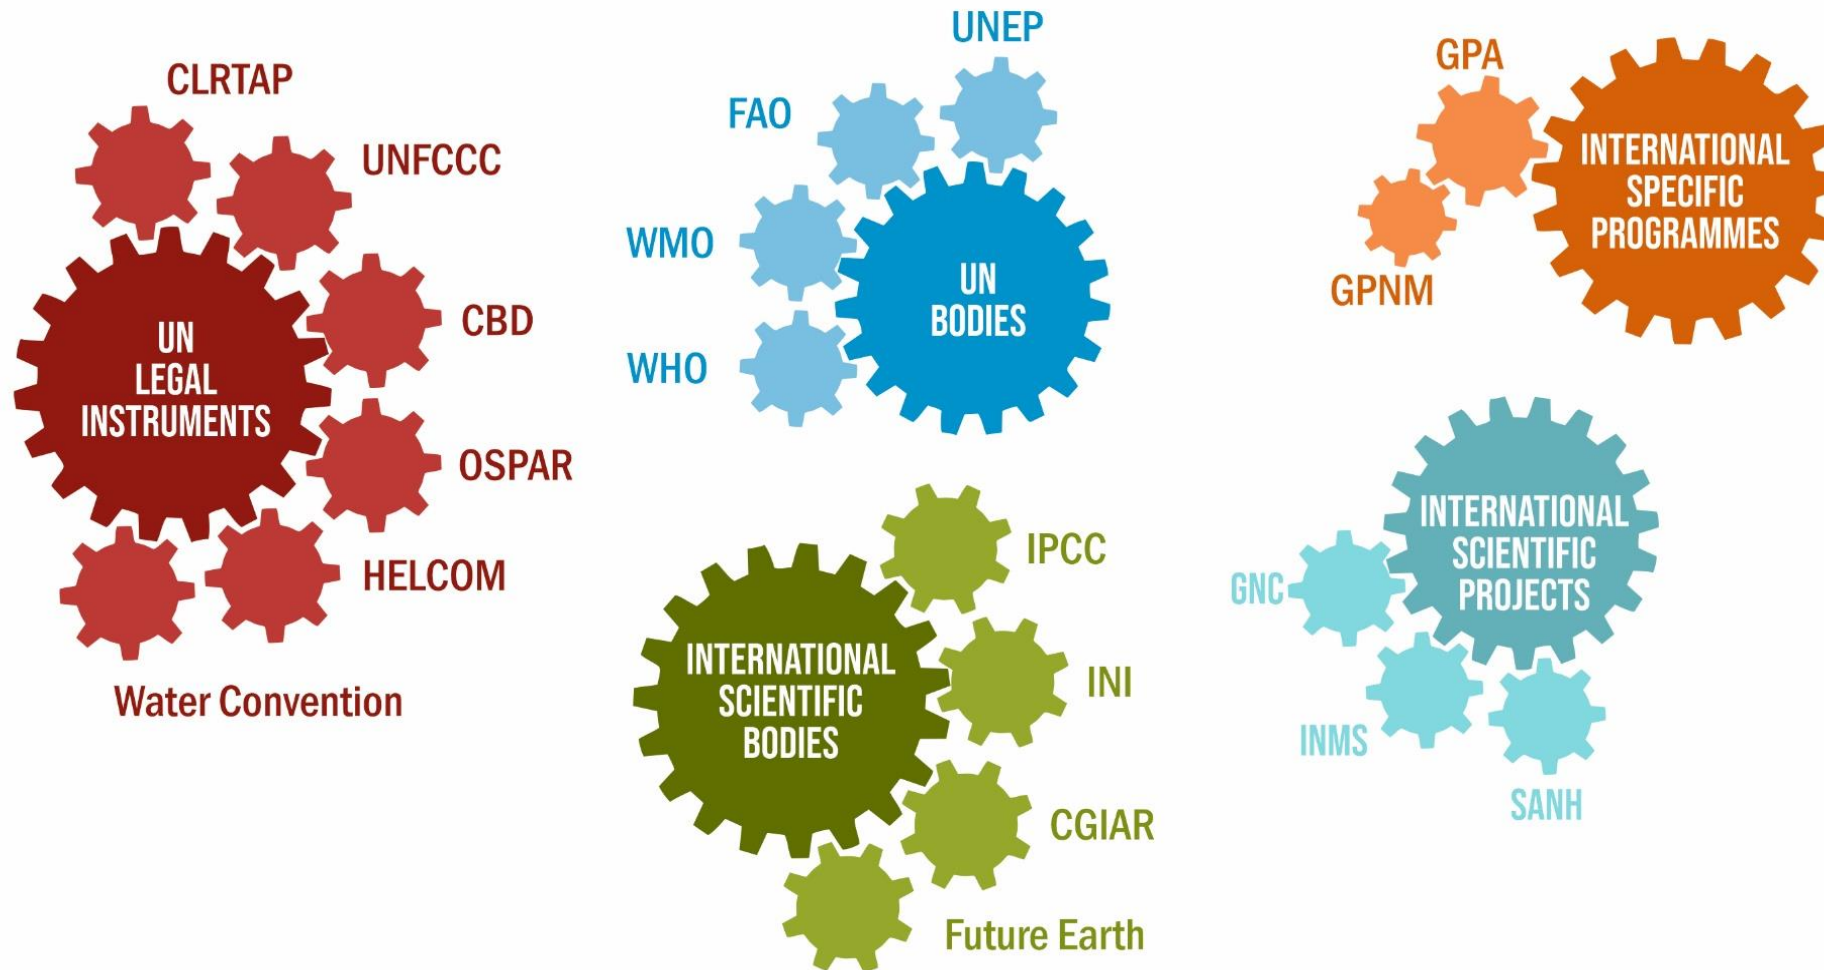 CLRTAP
UNFCCC
CBD
OSPAR
HELCOM
Water Convention
UN
LEGAL
INSTRUMENTS
UNEP
FAO
WMO
WHO
UN
BODIES
IPCC
INI
CGIAR
Future Earth
INTERNATIONAL
SCIENTIFIC
BODIES
GPA
GPNM
INTERNATIONAL
SPECIFIC
PROGRAMMES
INTERNATIONAL
SCIENTIFIC
PROJECTS
GNC
INMS
SANH